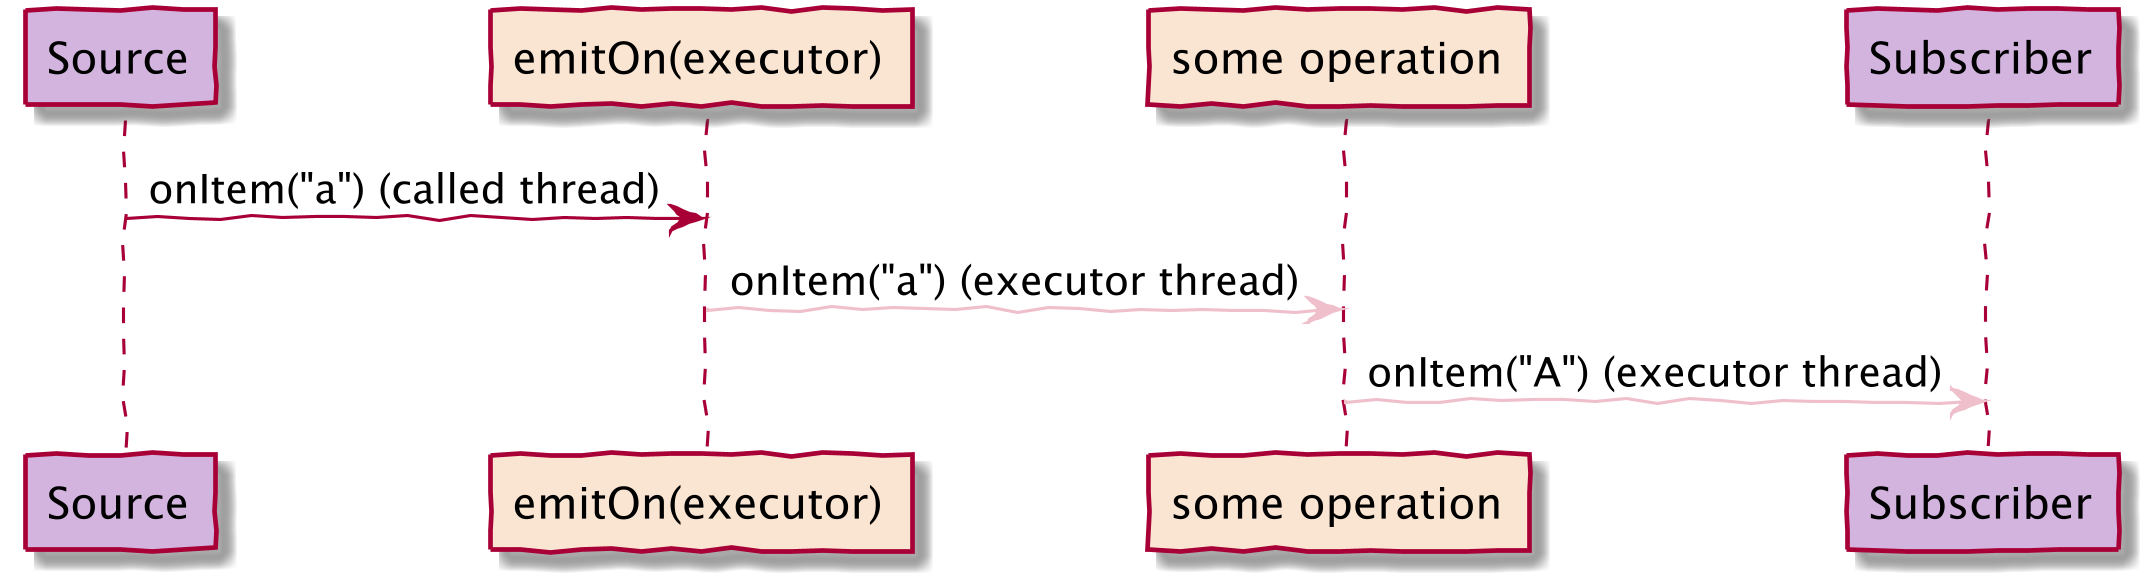 Source
emitOn(executor)
some operation
Subscriber
onItem("a") (called thread)
onItem("a") (executor thread)
onItem("A") (executor thread)
Source
emitOn(executor)
some operation
Subscriber